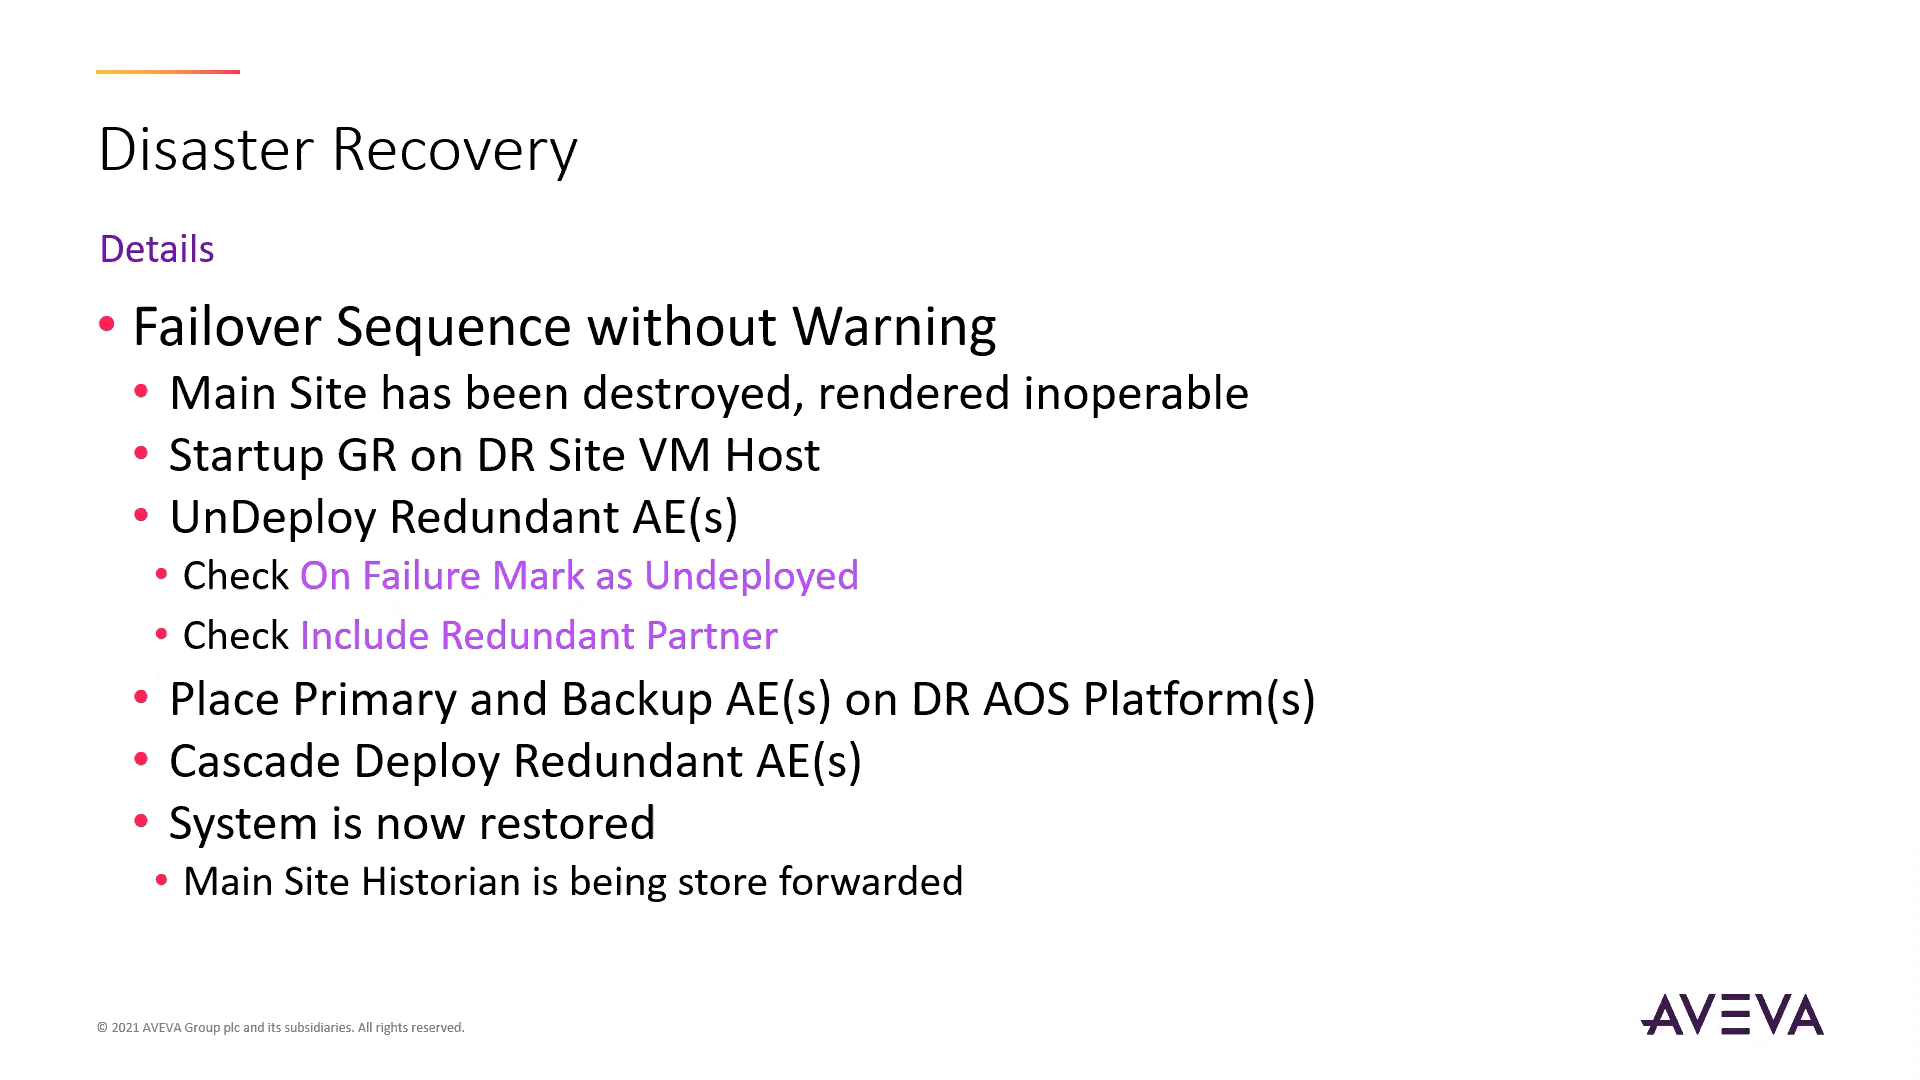 Disaster Recovery
Details
• Failover Sequence without Warning
• Main Site has been destroyed, rendered inoperable
• Startup GR on DR Site VM Host
• UnDeploy Redundant AE(s)
• Check On Failure Mark as Undeployed
• Check Include Redundant Partner
• Place Primary and Backup AE(s) on DR AOS Platform(s)
• Cascade Deploy Redundant AE(s)
• System is now restored
• Main Site Historian is being store forwarded
© 2021 AVEVA Group plc and its subsidiaries. All rights reserved.
AVEVA